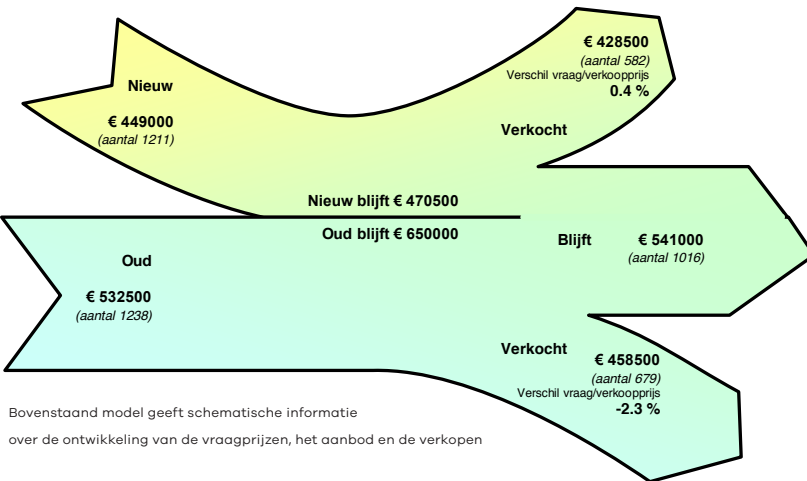 € 428500
(aantal 582)
Verschil vraag/verkoopprijs
0.4 %
Nieuw
€ 449000
(aantal 1211)
Verkocht
Nieuw blijft € 470500
Oud blijft € 650000
Blijft € 541000
(aantal 1016)
Oud
€ 532500
(aantal 1238)
Verkocht
€ 458500
(aantal 679)
Verschil vraag/verkoopprijs
-2.3 %
Bovenstaand model geeft schematische informatie
over de ontwikkeling van de vraagprijzen, het aanbod en de verkopen